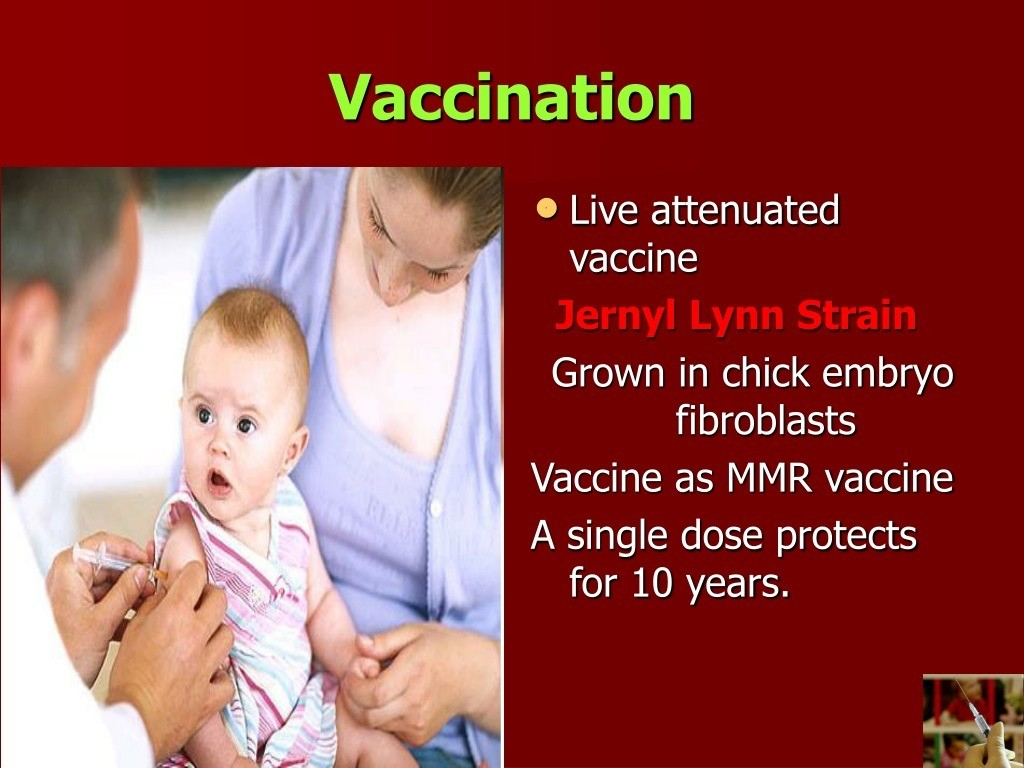 Vaccination
Live attenuated
vaccine
Jernyl Lynn Strain
Grown in chick embryo
fibroblasts
Vaccine as MMR vaccine
A single dose protects
for 10 years.